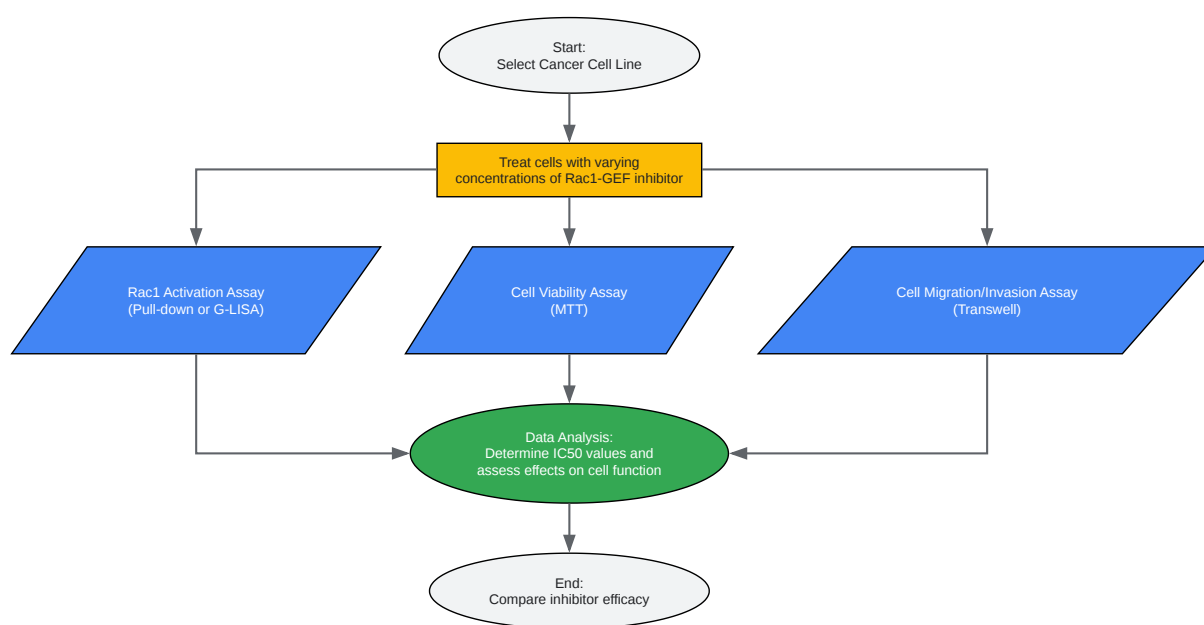 Start:
Select Cancer Cell Line
Treat cells with varying
concentrations of Rac1-GEF inhibitor
Rac1 Activation Assay
(Pull-down or G-LISA)
Cell Viability Assay
(MTT)
Cell Migration/Invasion Assay
(Transwell)
Data Analysis:
Determine IC50 values and
assess effects on cell function
End:
Compare inhibitor efficacy